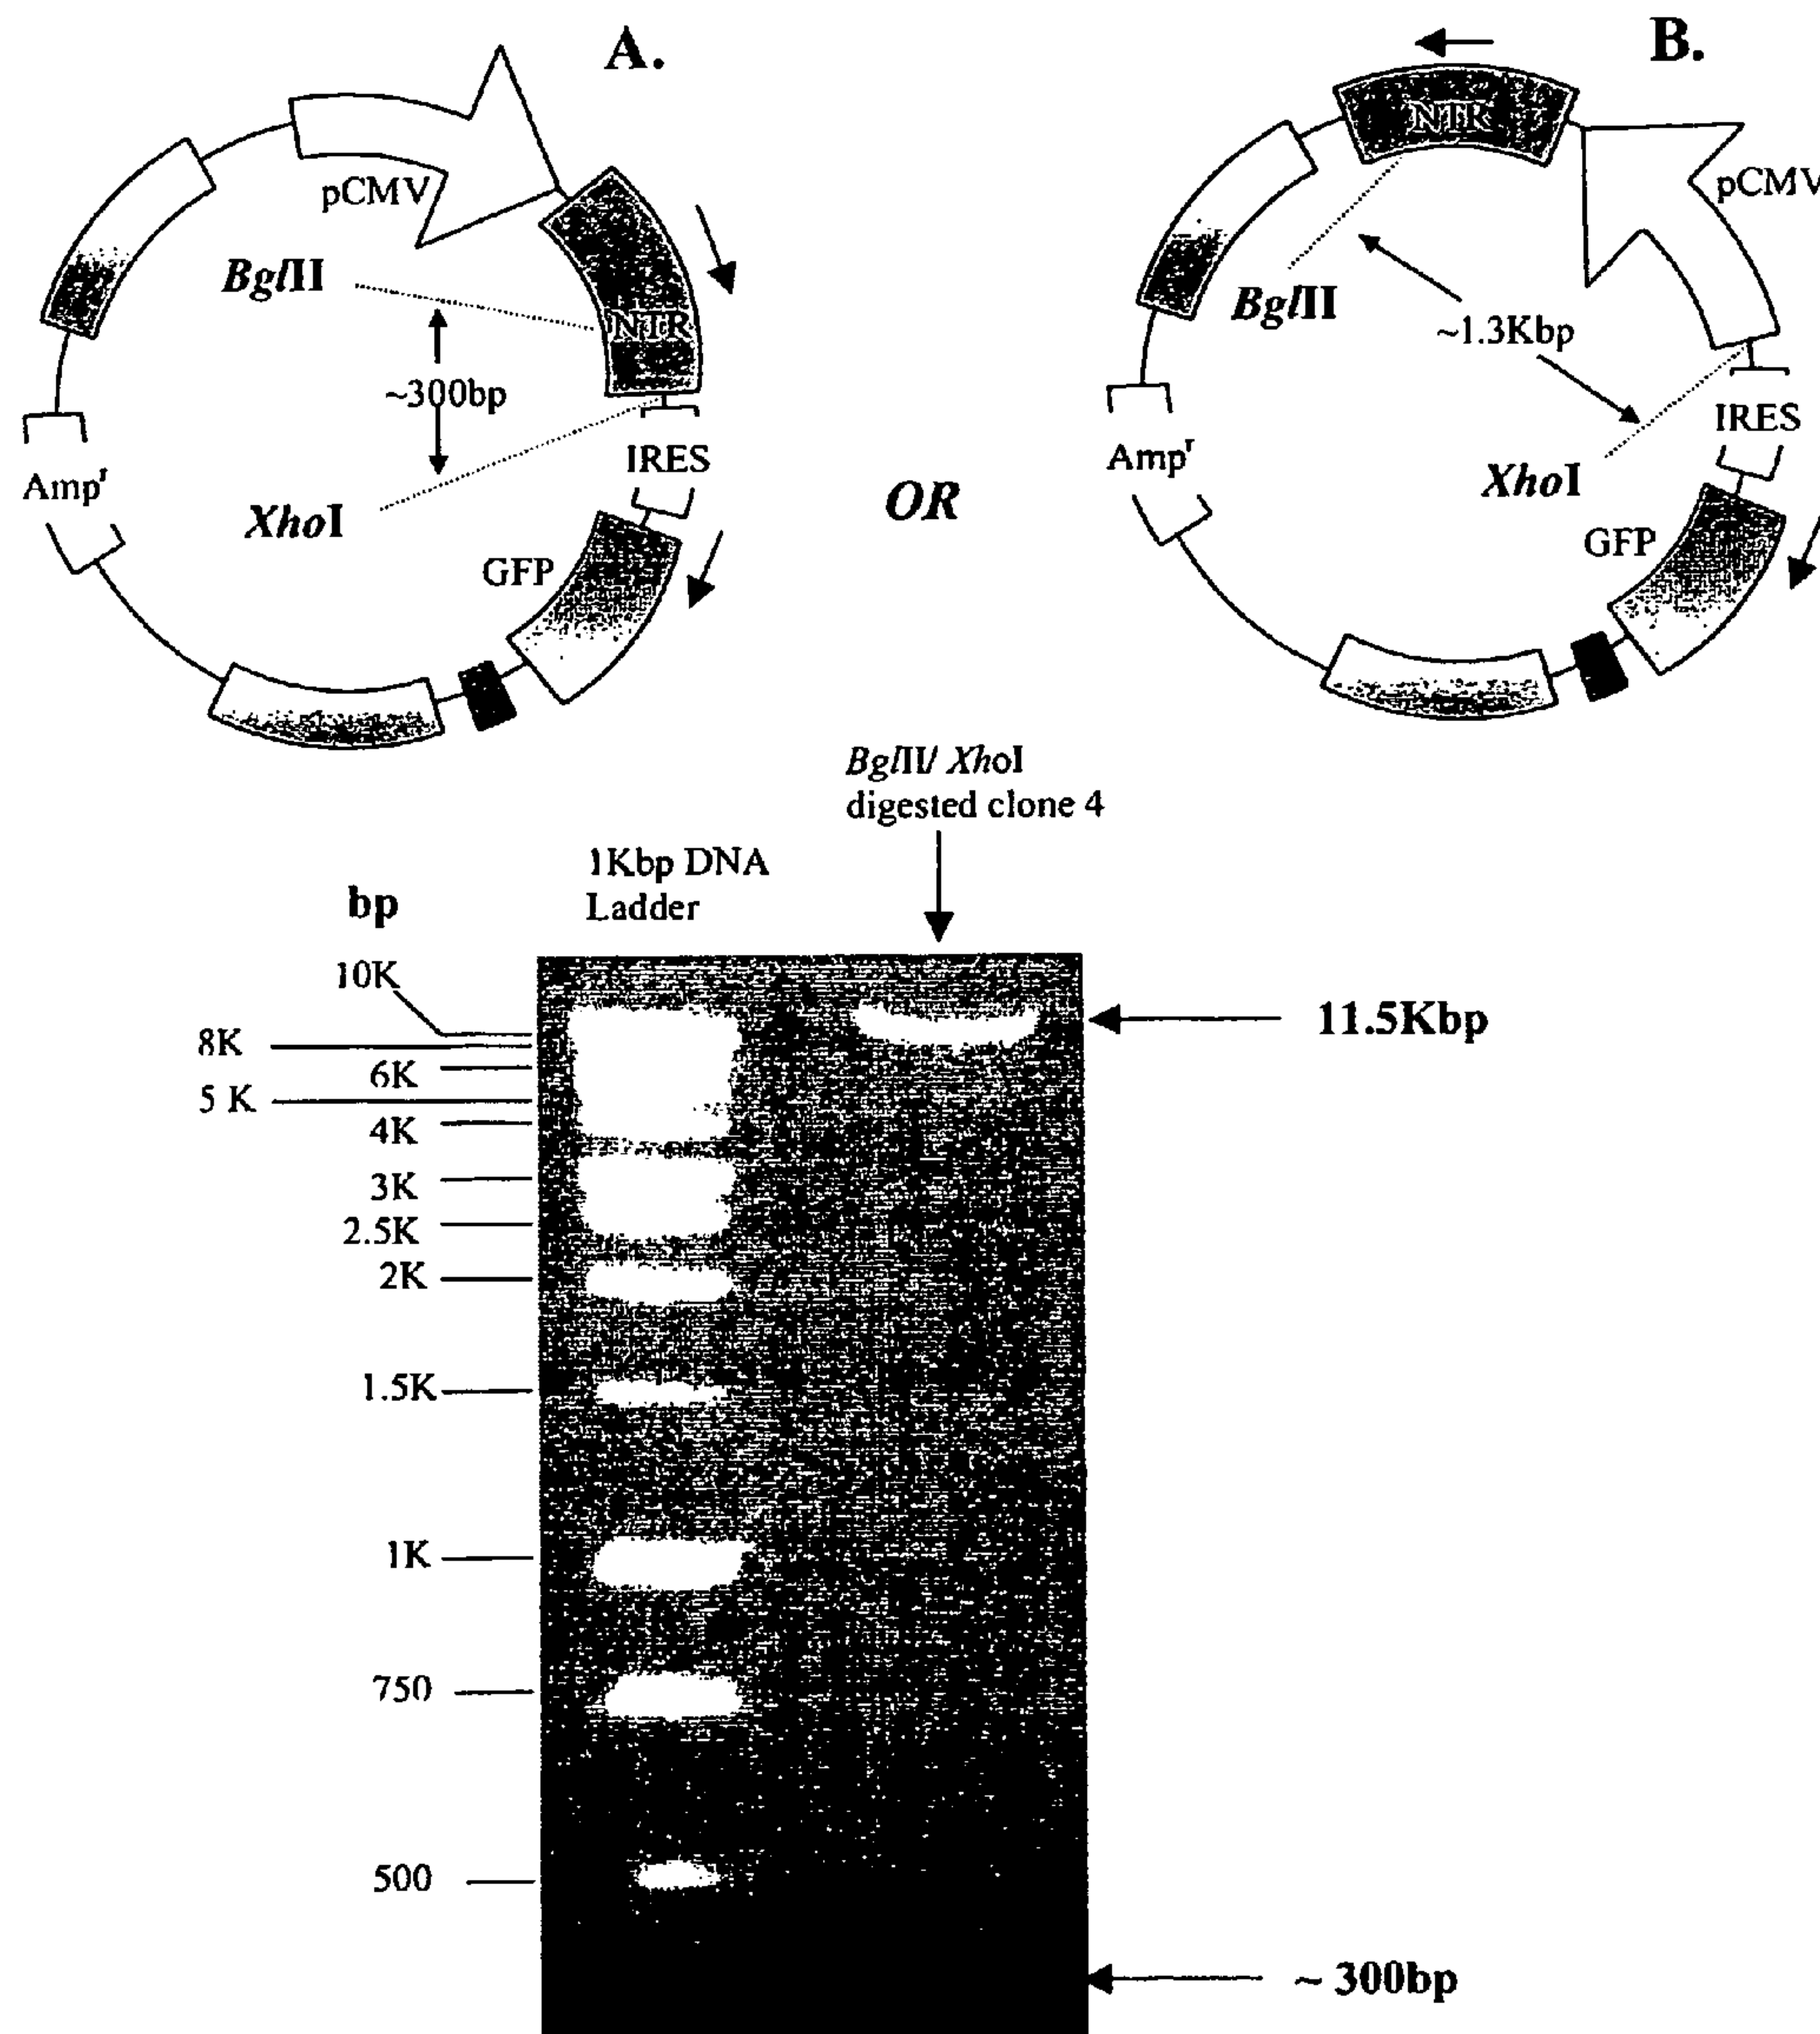 A.
pCMV
BglII
NTR
~300bp
XhoI
IRES
GFP
Ampʳ
OR
B.
NTR
pCMV
BglII
~1.3Kbp
XhoI
IRES
GFP
Ampʳ
BglII/ XhoI
digested clone 4
1Kbp DNA
Ladder
bp
10K
8K
6K
5 K
4K
3K
2.5K
2K
1.5K
1K
750
500
11.5Kbp
~ 300bp